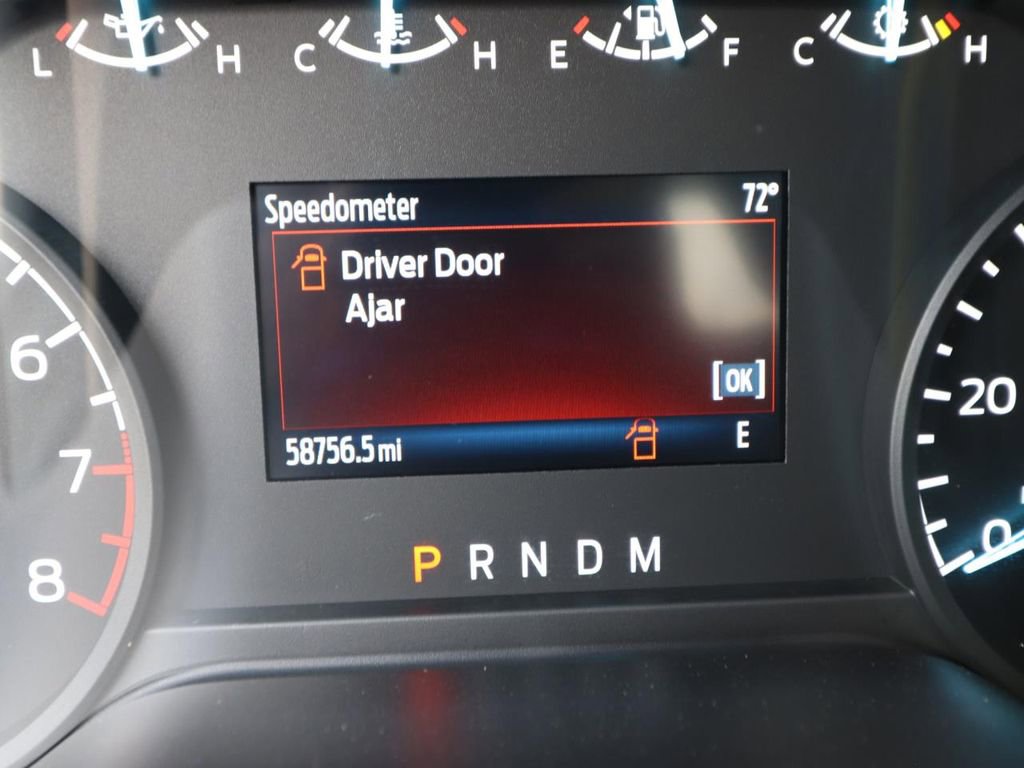 L H C H E F C H
Speedometer 72°
Driver Door
Ajar
[OK]
58756.5 mi E
6
7
8
20
0
P R N D M